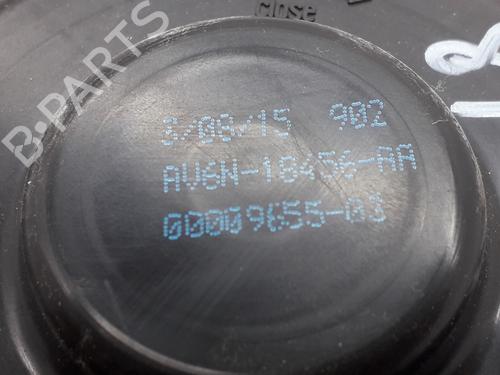 close
3/08/15 902
AV6N-18456-AA
00009655-03
B-PARTS